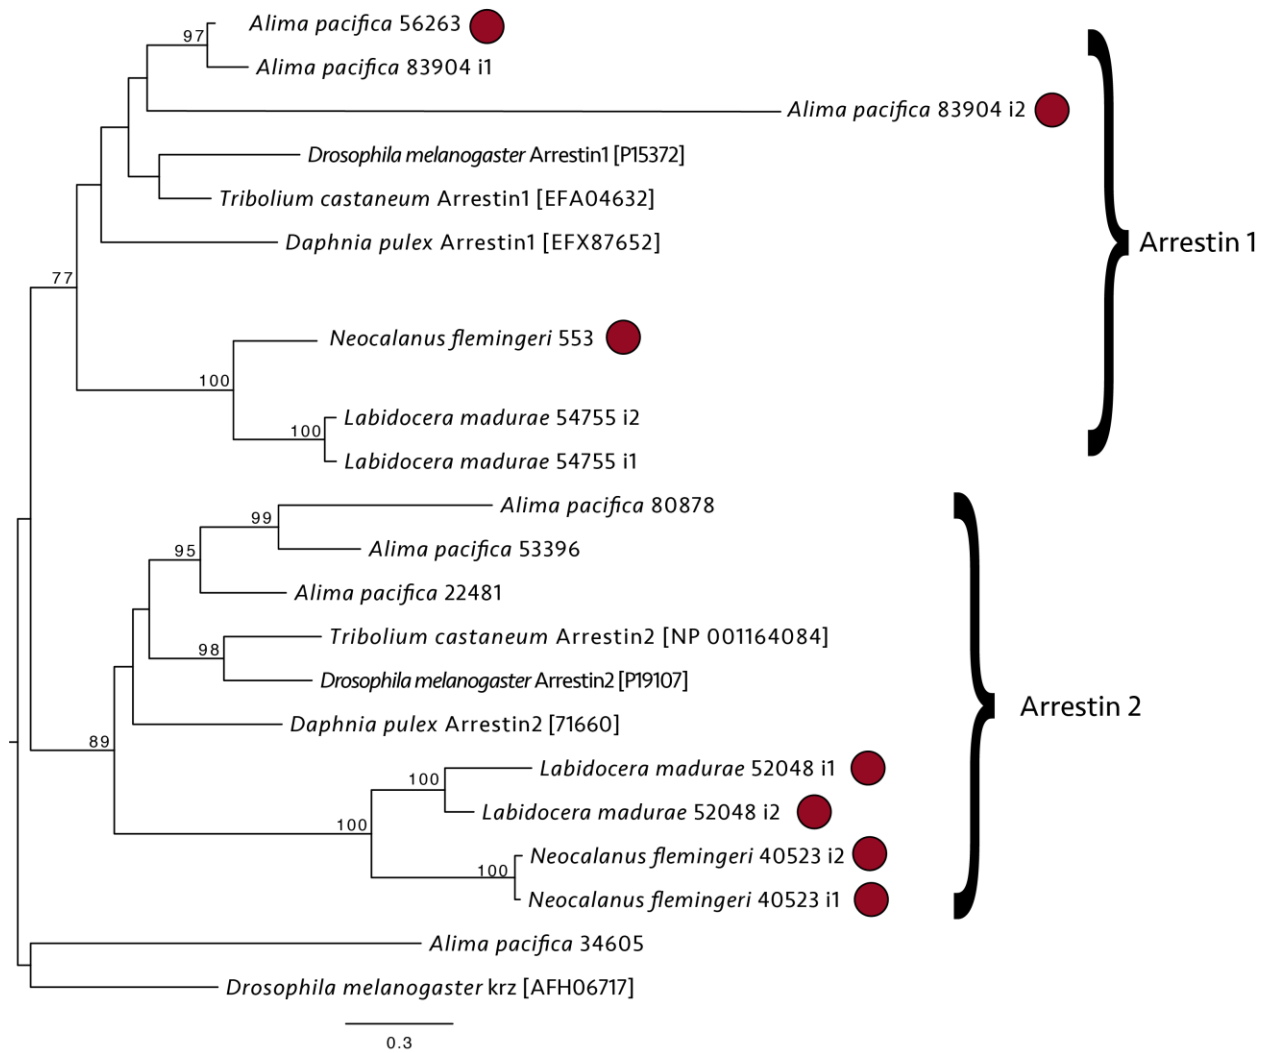 Alima pacifica 56263
97
Alima pacifica 83904 i1
Alima pacifica 83904 i2
Drosophila melanogaster Arrestin1 [P15372]
Tribolium castaneum Arrestin1 [EFA04632]
Daphnia pulex Arrestin1 [EFX87652]
Arrestin 1
77
Neocalanus flemingeri 553
100
Labidocera madurae 54755 i2
100
Labidocera madurae 54755 i1
Alima pacifica 80878
99
Alima pacifica 53396
95
Alima pacifica 22481
Tribolium castaneum Arrestin2 [NP 001164084]
98
Drosophila melanogaster Arrestin2 [P19107]
Arrestin 2
Daphnia pulex Arrestin2 [71660]
89
Labidocera madurae 52048 i1
100
Labidocera madurae 52048 i2
100
Neocalanus flemingeri 40523 i2
100
Neocalanus flemingeri 40523 i1
Alima pacifica 34605
Drosophila melanogaster krz [AFH06717]
0.3